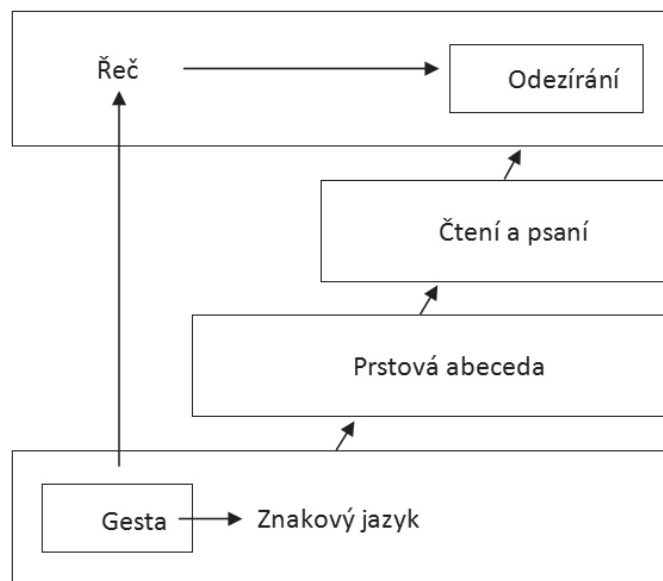 Řeč
Odezírání
Čtení a psaní
Prstová abeceda
Gesta
Znakový jazyk